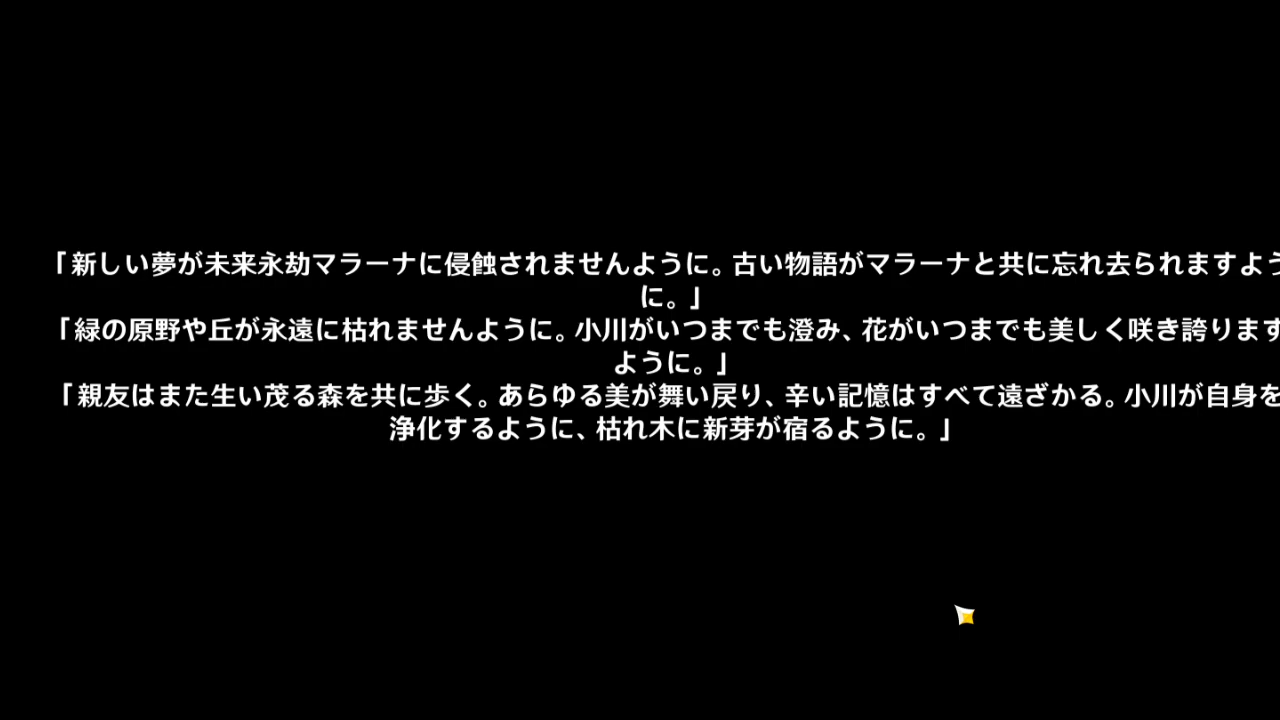 「新しい夢が未来永劫マラーナに侵蝕されませんように。古い物語がマラーナと共に忘れ去られますよう
に。」
「緑の原野や丘が永遠に枯れませんように。小川がいつまでも澄み、花がいつまでも美しく咲き誇ります
ように。」
「親友はまた生い茂る森を共に歩く。あらゆる美が舞い戻り、辛い記憶はすべて遠ざかる。小川が自身を
浄化するように、枯れ木に新芽が宿るように。」